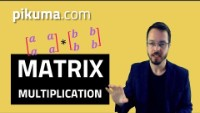 pikuma.com
[a a
a a] * [b b
b b]
MATRIX
MULTIPLICATION